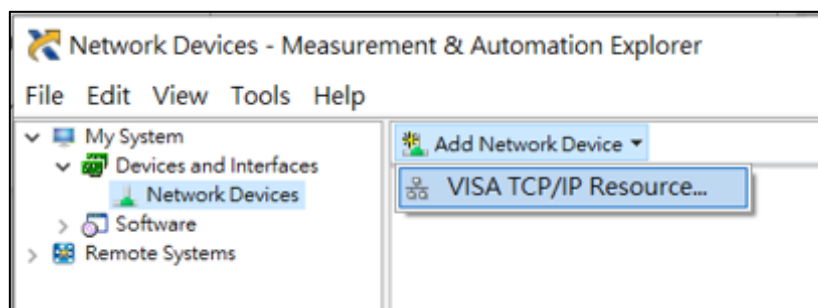 Network Devices - Measurement & Automation Explorer
File Edit View Tools Help
My System
Devices and Interfaces
Network Devices
Software
Remote Systems
Add Network Device
VISA TCP/IP Resource...